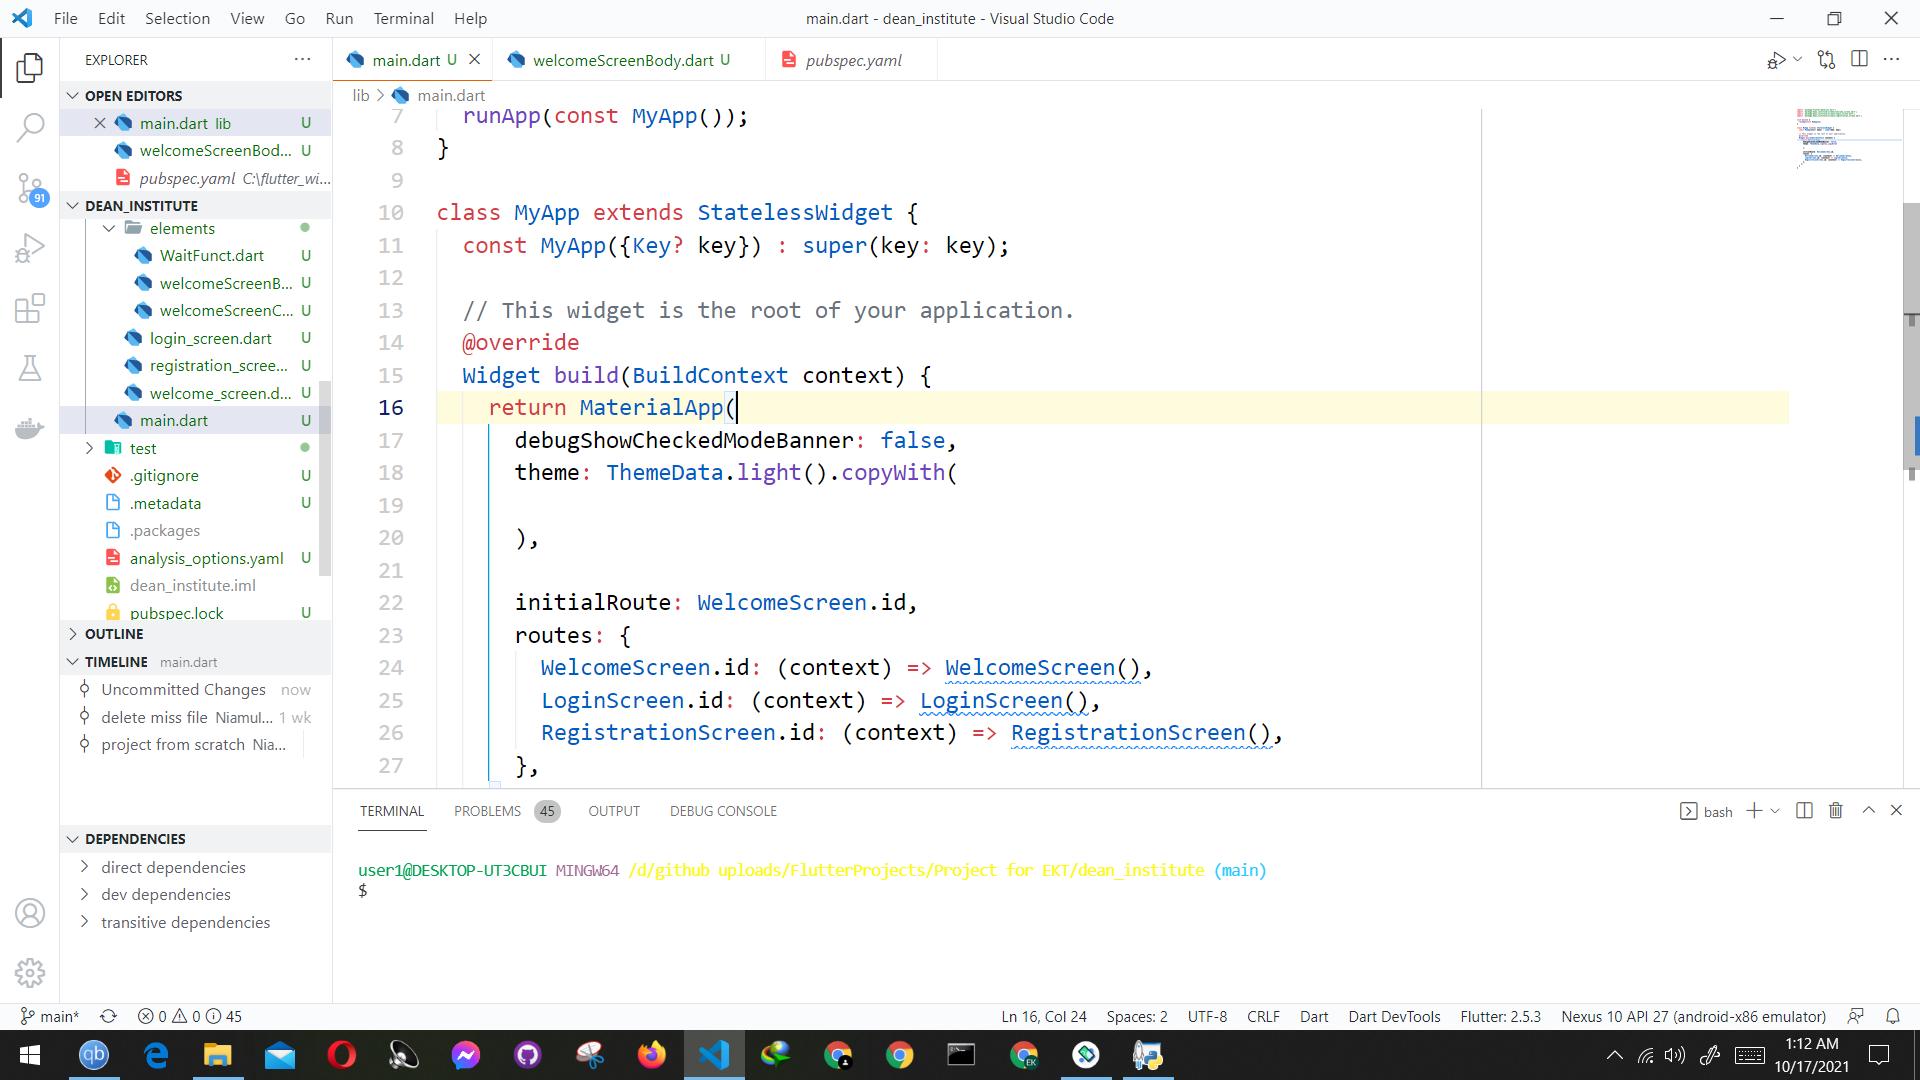 File Edit Selection View Go Run Terminal Help
main.dart - dean_institute - Visual Studio Code
EXPLORER
OPEN EDITORS
main.dart lib U
welcomeScreenBod... U
pubspec.yaml C:\flutter_wi...
DEAN_INSTITUTE
elements
WaitFunct.dart U
welcomeScreenB... U
welcomeScreenC... U
login_screen.dart U
registration_scree... U
welcome_screen.d... U
main.dart U
test
.gitignore U
.metadata U
.packages
analysis_options.yaml U
dean_institute.iml
pubspec.lock U
OUTLINE
TIMELINE main.dart
Uncommitted Changes now
delete miss file Niamul... 1 wk
project from scratch Nia...
DEPENDENCIES
direct dependencies
dev dependencies
transitive dependencies
91
main.dart U
welcomeScreenBody.dart U
pubspec.yaml
lib > main.dart
7 runApp(const MyApp());
8 }
9
10 class MyApp extends StatelessWidget {
11 const MyApp({Key? key}) : super(key: key);
12
13 // This widget is the root of your application.
14 @override
15 Widget build(BuildContext context) {
16 return MaterialApp(
17 debugShowCheckedModeBanner: false,
18 theme: ThemeData.light().copyWith(
19
20 ),
21
22 initialRoute: WelcomeScreen.id,
23 routes: {
24 WelcomeScreen.id: (context) => WelcomeScreen(),
25 LoginScreen.id: (context) => LoginScreen(),
26 RegistrationScreen.id: (context) => RegistrationScreen(),
27 },
TERMINAL PROBLEMS 45 OUTPUT DEBUG CONSOLE
bash
user1@DESKTOP-UT3CBUI MINGW64 /d/github uploads/FlutterProjects/Project for EKT/dean_institute (main)
$
main* 0 0 45
Ln 16, Col 24 Spaces: 2 UTF-8 CRLF Dart Dart DevTools Flutter: 2.5.3 Nexus 10 API 27 (android-x86 emulator)
qb
EK
1:12 AM
10/17/2021